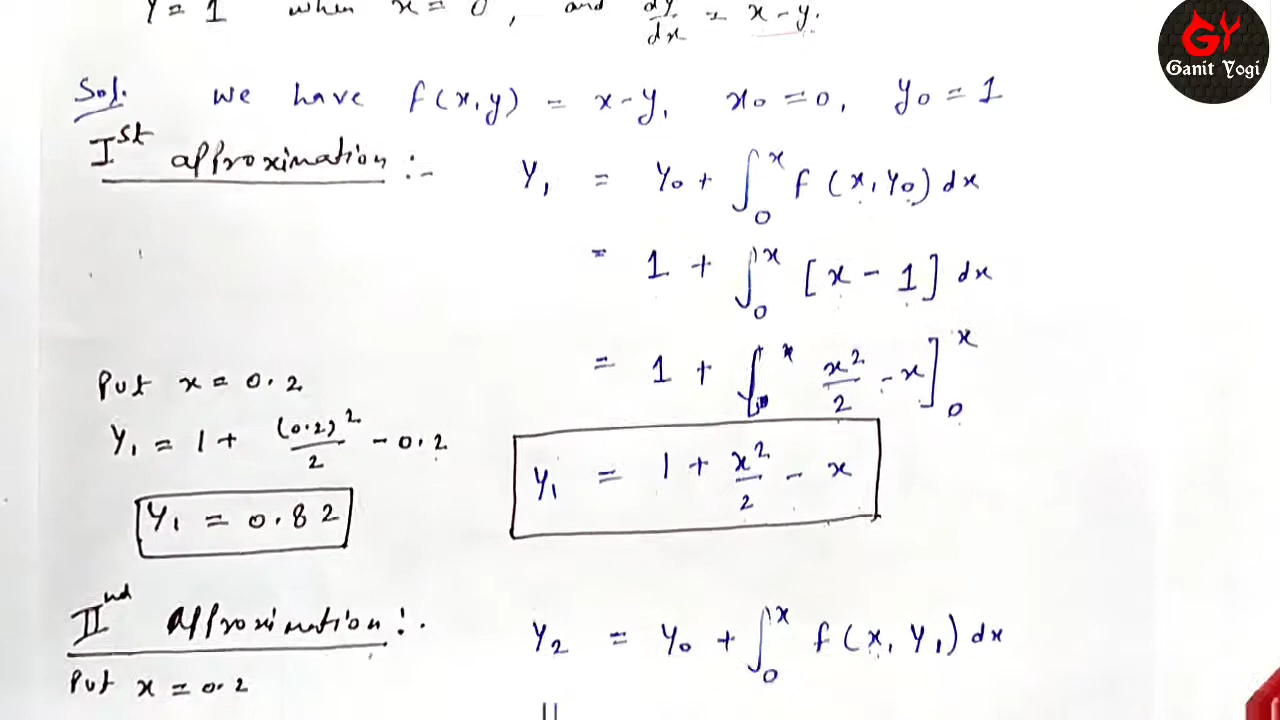 Y = 1 when x = 0, and dy/dx = x - y.
GY
Ganit Yogi
Sol. We have f(x,y) = x-y, x₀ = 0, y₀ = 1
Iˢᵗ approximation :- Y₁ = Y₀ + ∫₀ˣ f(x,Y₀) dx
= 1 + ∫₀ˣ [x - 1] dx
= 1 + [x²/2 - x]₀ˣ
Put x = 0.2
Y₁ = 1 + (0.2)²/2 - 0.2
Y₁ = 1 + x²/2 - x
Y₁ = 0.82
IIⁿᵈ approximation :. Y₂ = Y₀ + ∫₀ˣ f(x, Y₁) dx
Put x = 0.2